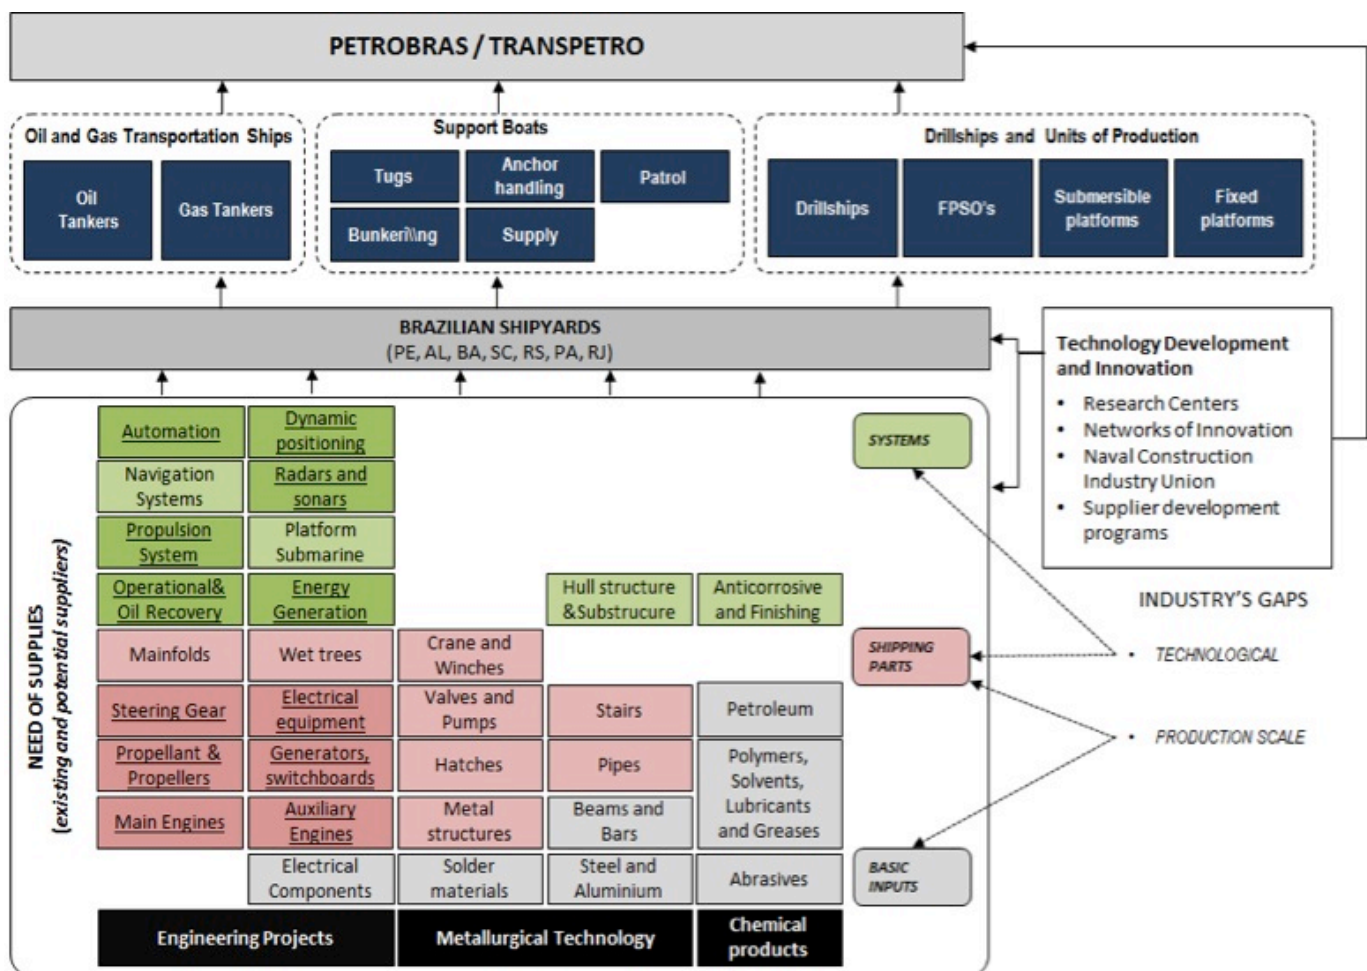 PETROBRAS / TRANSPETRO
Oil and Gas Transportation Ships
Oil
Tankers
Gas Tankers
Support Boats
Tugs
Anchor
handling
Patrol
Bunkeri\\ng
Supply
Drillships and Units of Production
Drillships
FPSO's
Submersible
platforms
Fixed
platforms
BRAZILIAN SHIPYARDS
(PE, AL, BA, SC, RS, PA, RJ)
Technology Development
and Innovation
• Research Centers
• Networks of Innovation
• Naval Construction
Industry Union
• Supplier development
programs
NEED OF SUPPLIES
(existing and potential suppliers)
Automation
Dynamic
positioning
Navigation
Systems
Radars and
sonars
Propulsion
System
Platform
Submarine
Operational&
Oil Recovery
Energy
Generation
Hull structure
&Substrucure
Anticorrosive
and Finishing
Mainfolds
Wet trees
Crane and
Winches
Steering Gear
Electrical
equipment
Valves and
Pumps
Stairs
Petroleum
Propellant &
Propellers
Generators,
switchboards
Hatches
Pipes
Polymers,
Solvents,
Lubricants
and Greases
Main Engines
Auxiliary
Engines
Metal
structures
Beams and
Bars
Electrical
Components
Solder
materials
Steel and
Aluminium
Abrasives
Engineering Projects
Metallurgical Technology
Chemical
products
SYSTEMS
SHIPPING
PARTS
BASIC
INPUTS
INDUSTRY'S GAPS
• TECHNOLOGICAL
• PRODUCTION SCALE